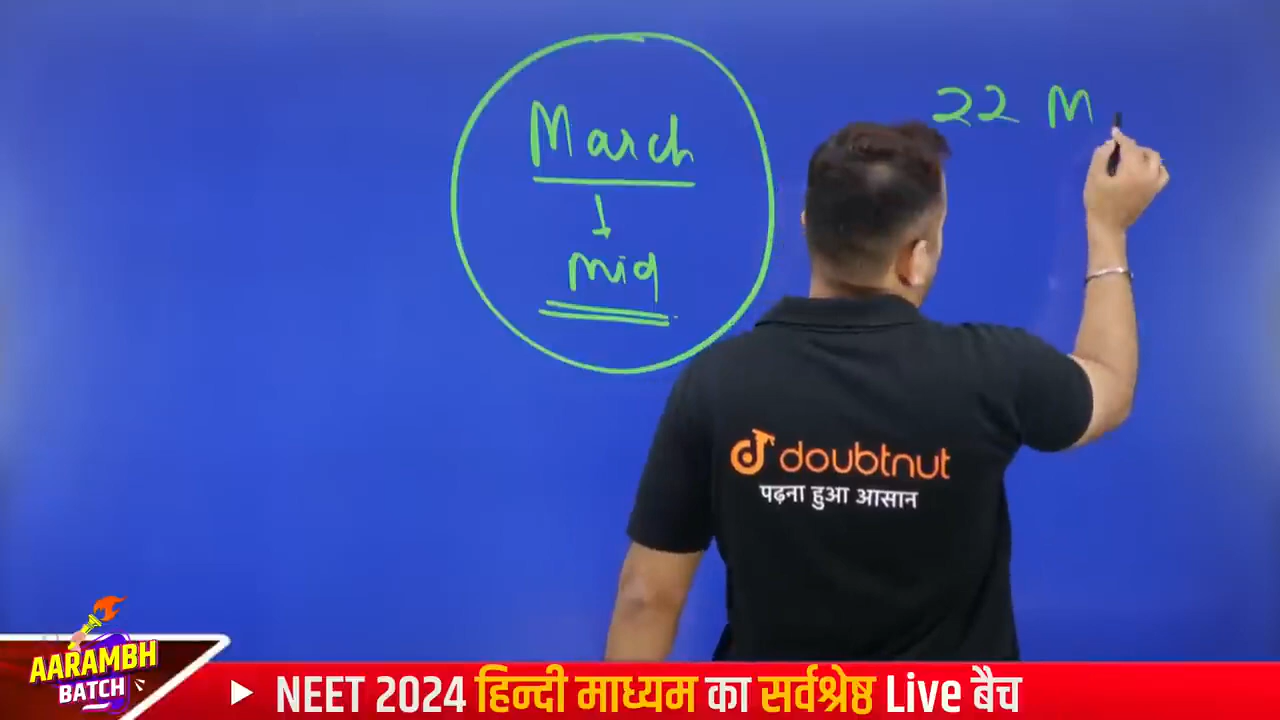 March
mid
22 M
doubtnut
पढ़ना हुआ आसान
AARAMBH
BATCH
NEET 2024 हिन्दी माध्यम का सर्वश्रेष्ठ Live बैच